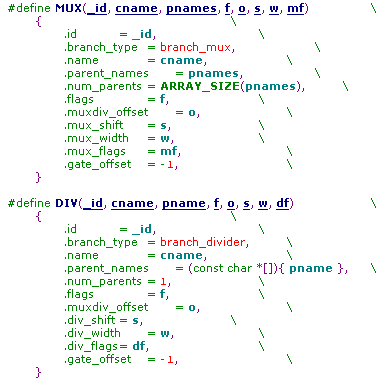 #define MUX(_id, cname, pnames, f, o, s, w, mf) \
{ \
.id = _id, \
.branch_type = branch_mux, \
.name = cname, \
.parent_names = pnames, \
.num_parents = ARRAY_SIZE(pnames), \
.flags = f, \
.muxdiv_offset = o, \
.mux_shift = s, \
.mux_width = w, \
.mux_flags = mf, \
.gate_offset = -1, \
}
#define DIV(_id, cname, pname, f, o, s, w, df) \
{ \
.id = _id, \
.branch_type = branch_divider, \
.name = cname, \
.parent_names = (const char *[]){ pname }, \
.num_parents = 1, \
.flags = f, \
.muxdiv_offset = o, \
.div_shift = s, \
.div_width = w, \
.div_flags = df, \
.gate_offset = -1, \
}